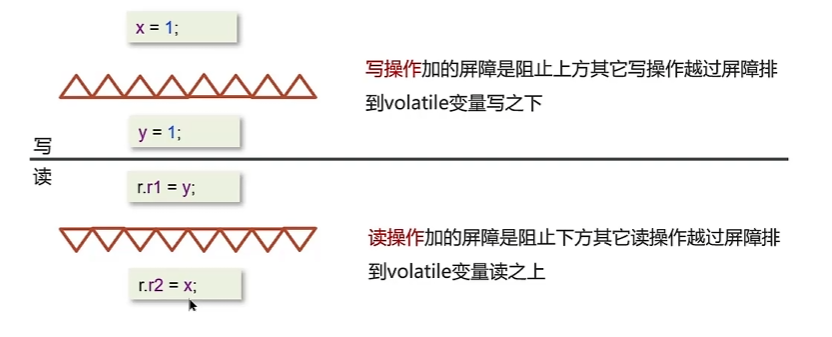 x = 1;
写操作加的屏障是阻止上方其它写操作越过屏障排
到volatile变量写之下
y = 1;
写
读
r.r1 = y;
读操作加的屏障是阻止下方其它读操作越过屏障排
到volatile变量读之上
r.r2 = x;